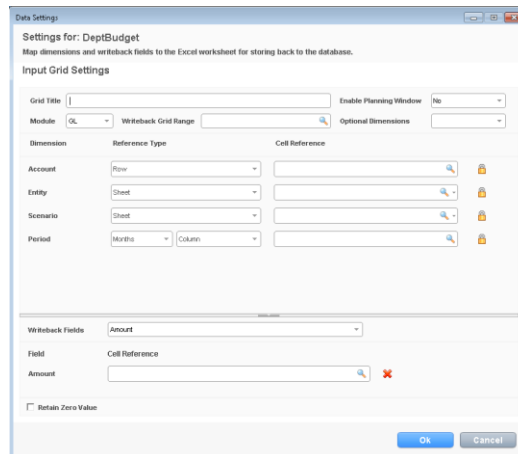 Data Settings
Settings for: DeptBudget
Map dimensions and writeback fields to the Excel worksheet for storing back to the database.
Input Grid Settings
Grid Title Enable Planning Window No
Module GL Writeback Grid Range Optional Dimensions
Dimension Reference Type Cell Reference
Account Row
Entity Sheet
Scenario Sheet
Period Months Column
Writeback Fields Amount
Field Cell Reference
Amount
Retain Zero Value
Ok Cancel